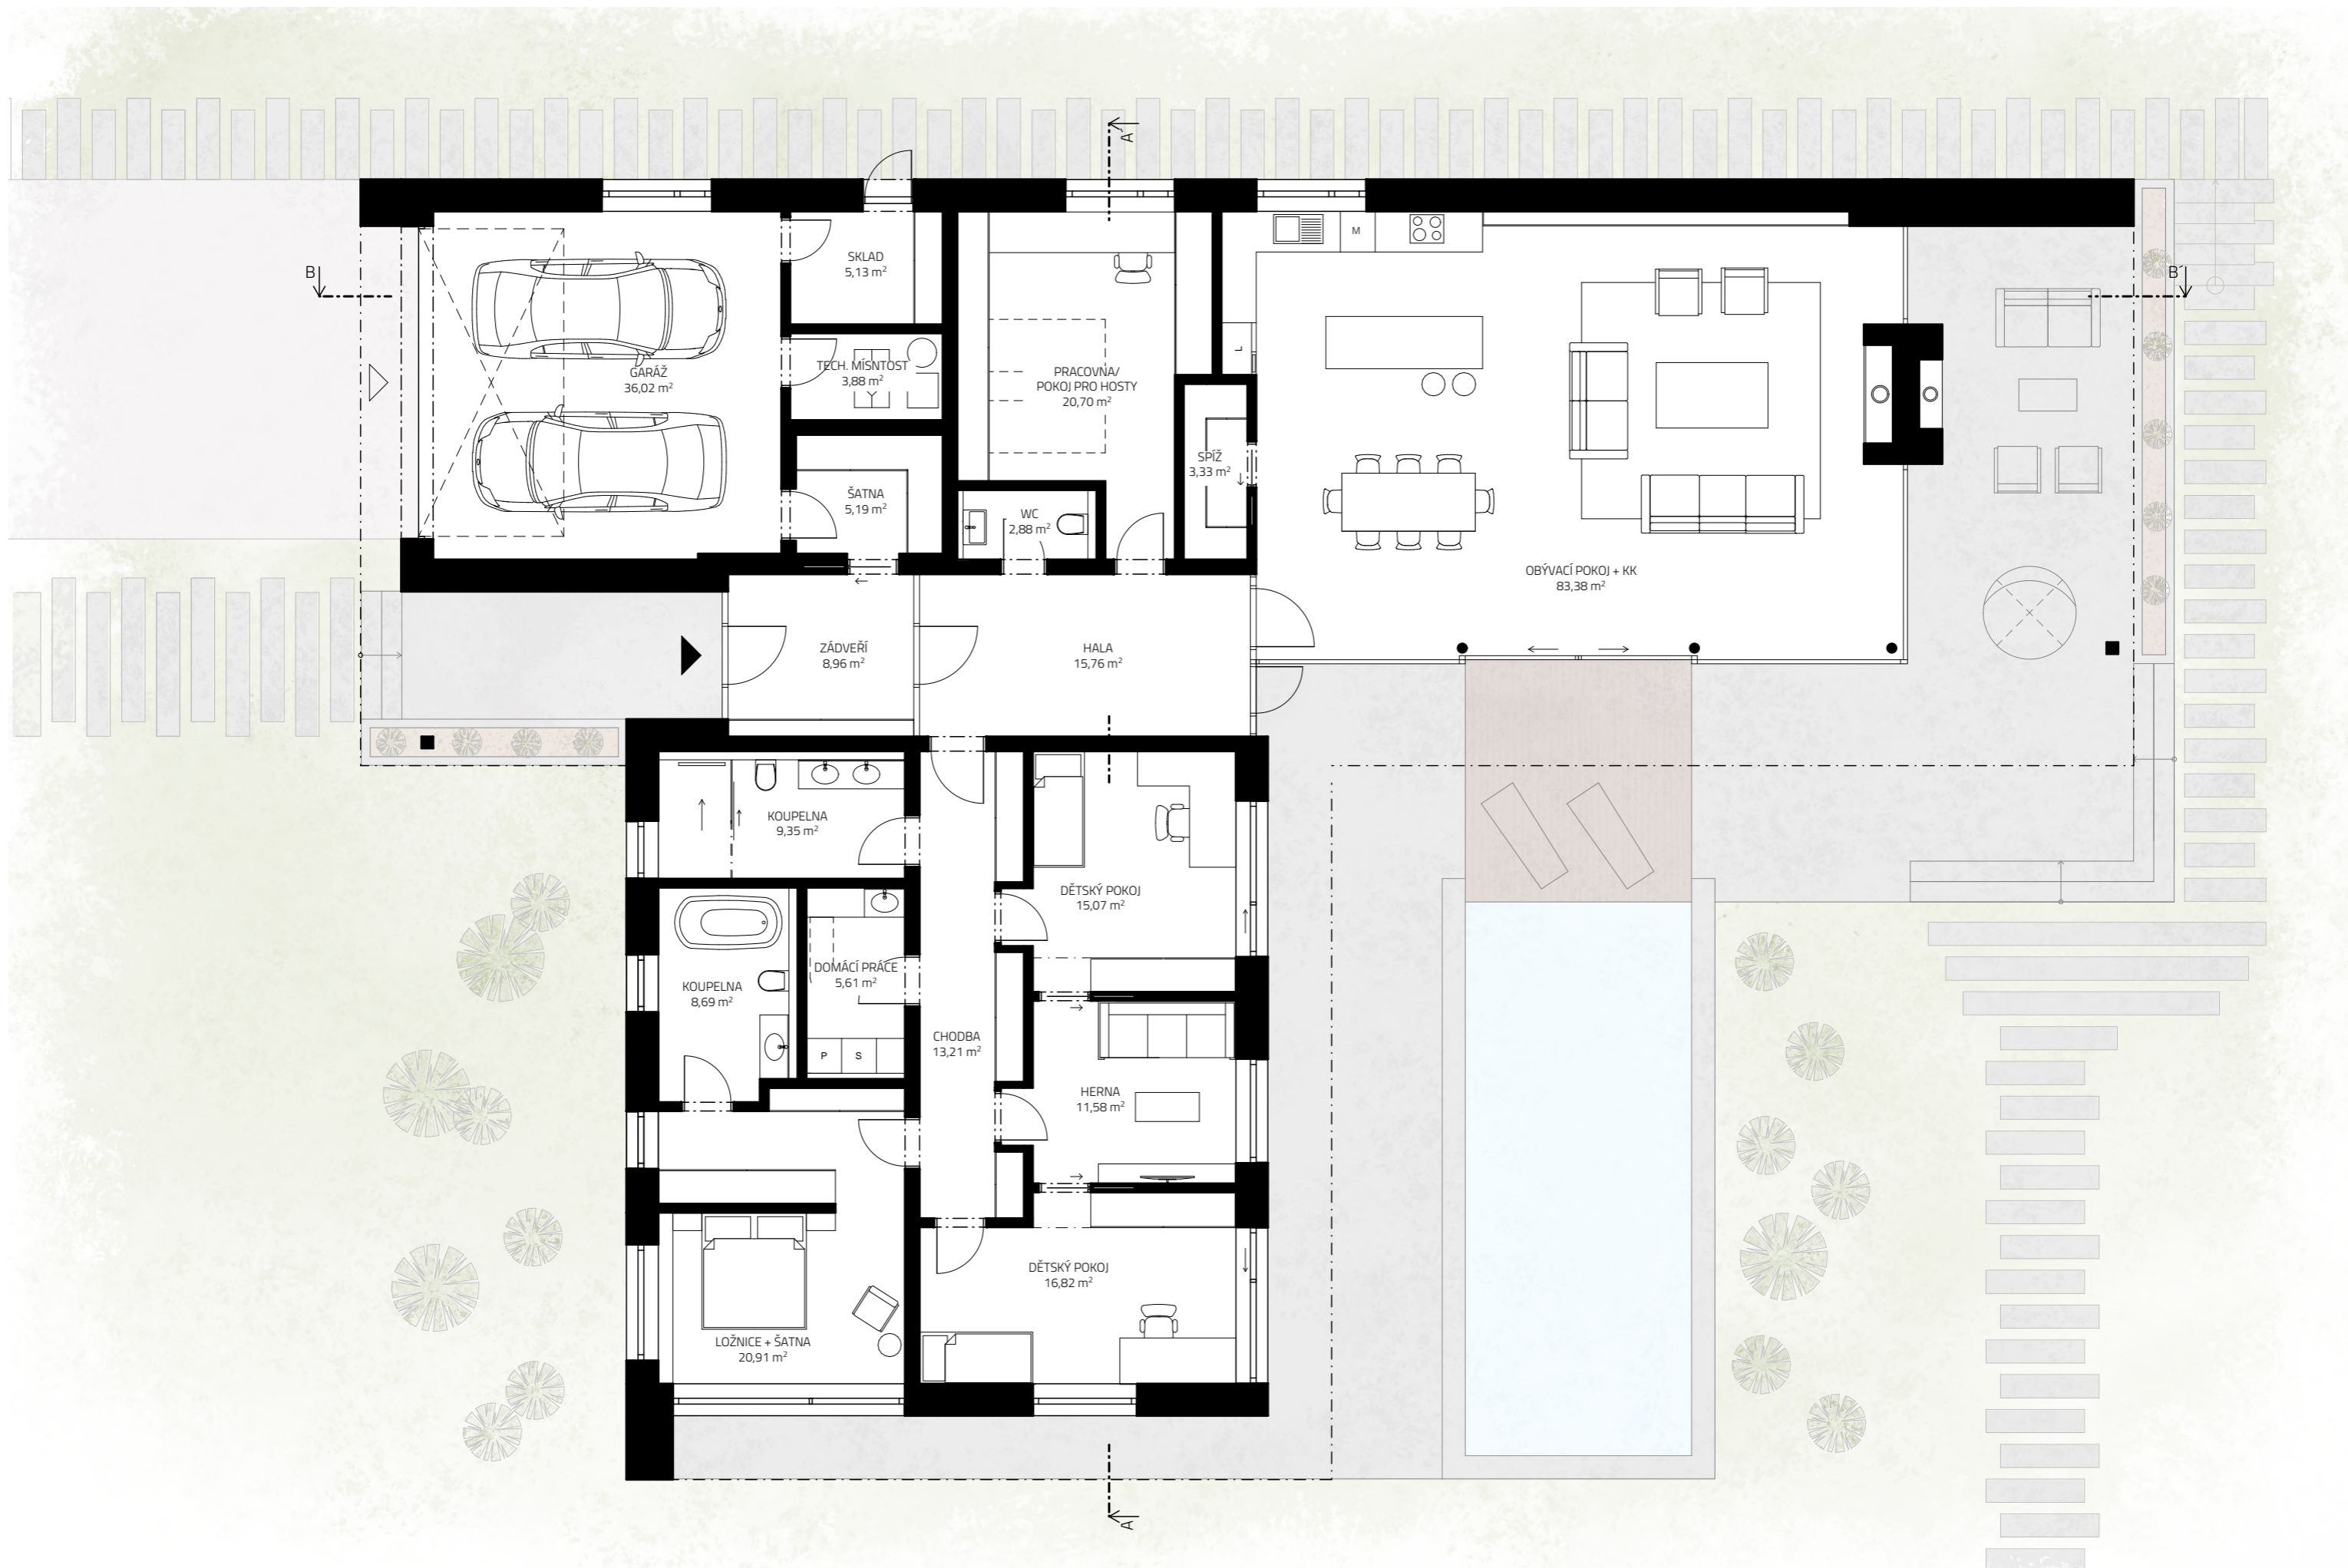 A´
B
B´
SKLAD
5,13 m²
M
L
GARÁŽ
36,02 m²
TECH. MÍSNTOST
3,88 m²
PRACOVNA/
POKOJ PRO HOSTY
20,70 m²
SPÍŽ
3,33 m²
ŠATNA
5,19 m²
WC
2,88 m²
OBÝVACÍ POKOJ + KK
83,38 m²
ZÁDVEŘÍ
8,96 m²
HALA
15,76 m²
KOUPELNA
9,35 m²
DĚTSKÝ POKOJ
15,07 m²
DOMÁCÍ PRÁCE
5,61 m²
KOUPELNA
8,69 m²
P
S
CHODBA
13,21 m²
HERNA
11,58 m²
DĚTSKÝ POKOJ
16,82 m²
LOŽNICE + ŠATNA
20,91 m²
A